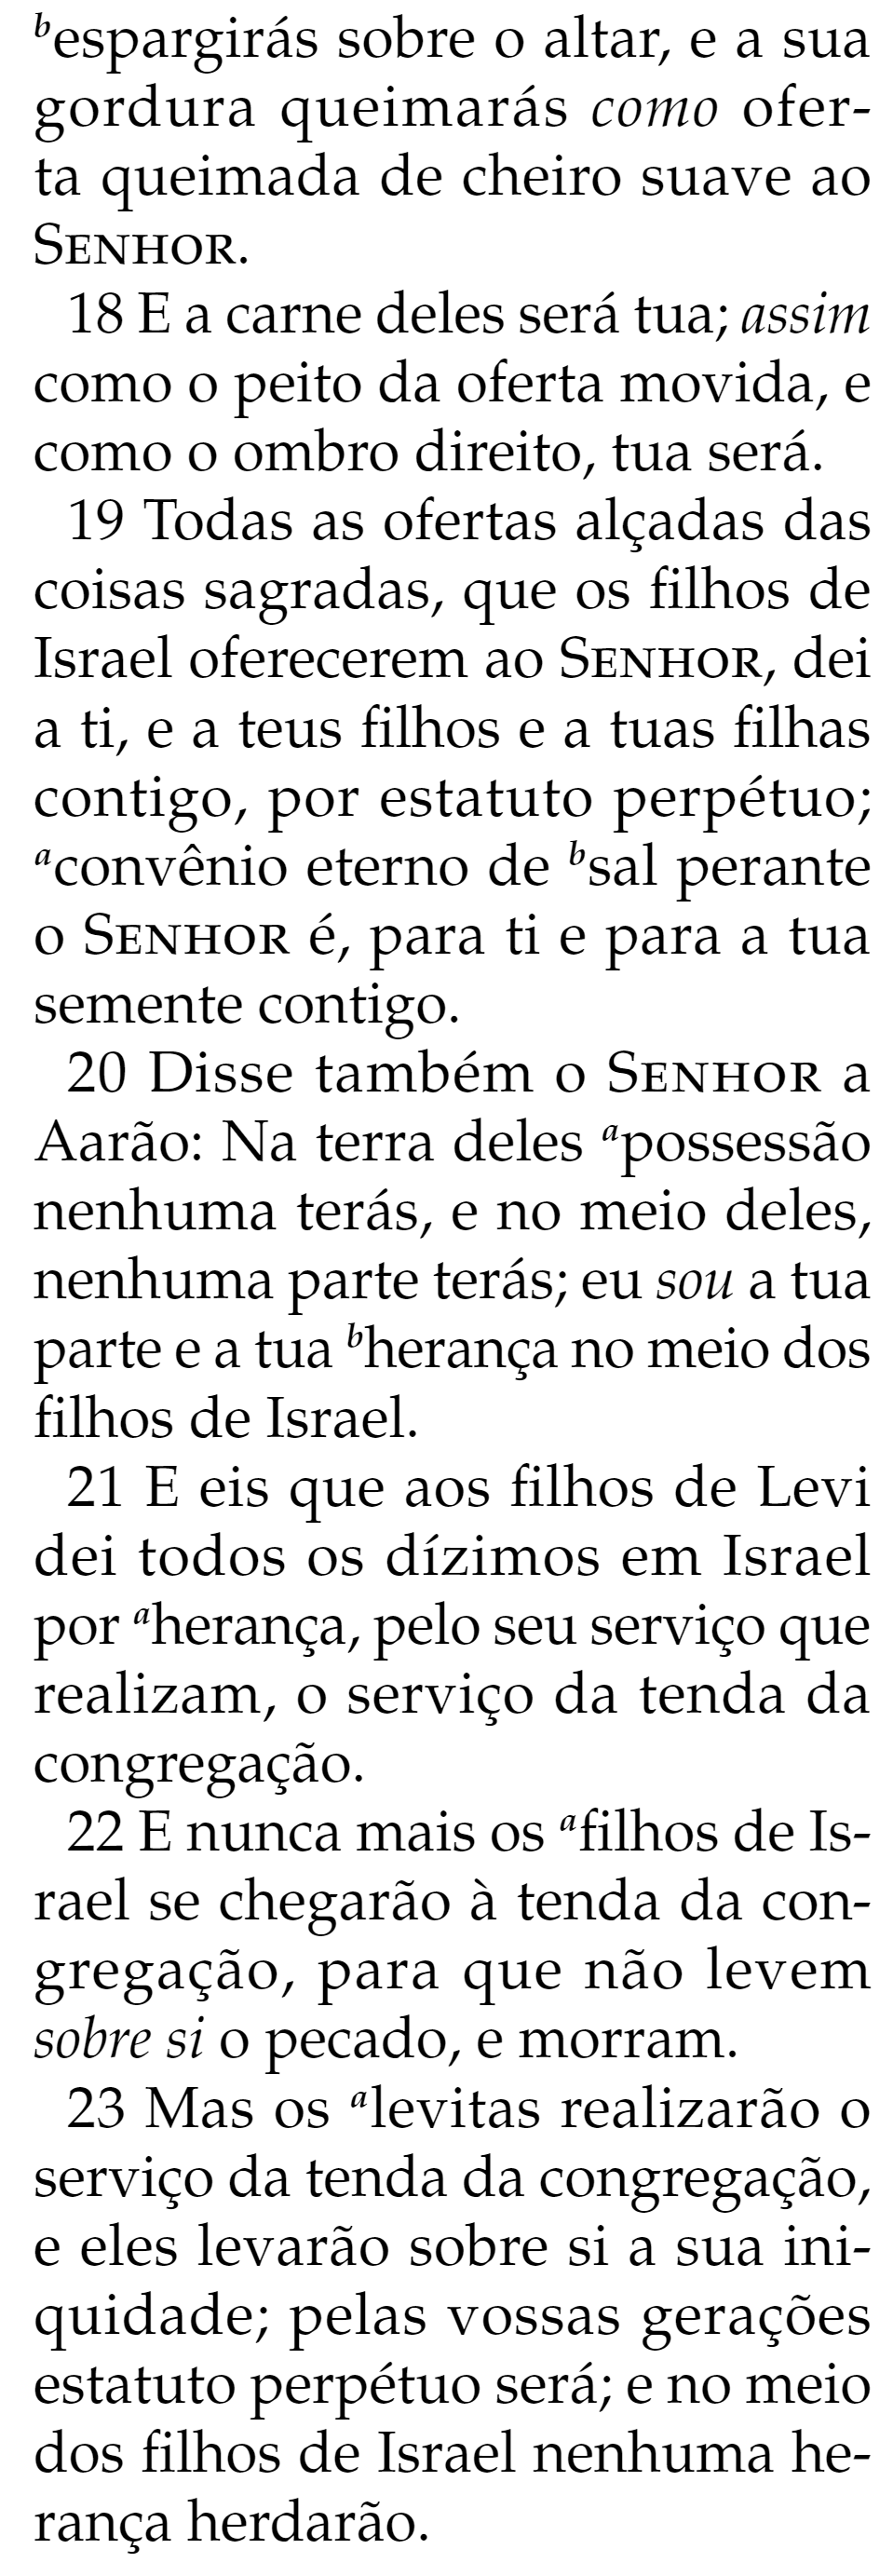 bespargirás sobre o altar, e a sua
gordura queimarás como ofer-
ta queimada de cheiro suave ao
SENHOR.
18 E a carne deles será tua; assim
como o peito da oferta movida, e
como o ombro direito, tua será.
19 Todas as ofertas alçadas das
coisas sagradas, que os filhos de
Israel oferecerem ao SENHOR, dei
a ti, e a teus filhos e a tuas filhas
contigo, por estatuto perpétuo;
aconvênio eterno de bsal perante
o SENHOR é, para ti e para a tua
semente contigo.
20 Disse também o SENHOR a
Aarão: Na terra deles apossessão
nenhuma terás, e no meio deles,
nenhuma parte terás; eu sou a tua
parte e a tua bherança no meio dos
filhos de Israel.
21 E eis que aos filhos de Levi
dei todos os dízimos em Israel
por aherança, pelo seu serviço que
realizam, o serviço da tenda da
congregação.
22 E nunca mais os afilhos de Is-
rael se chegarão à tenda da con-
gregação, para que não levem
sobre si o pecado, e morram.
23 Mas os alevitas realizarão o
serviço da tenda da congregação,
e eles levarão sobre si a sua ini-
quidade; pelas vossas gerações
estatuto perpétuo será; e no meio
dos filhos de Israel nenhuma he-
rança herdarão.